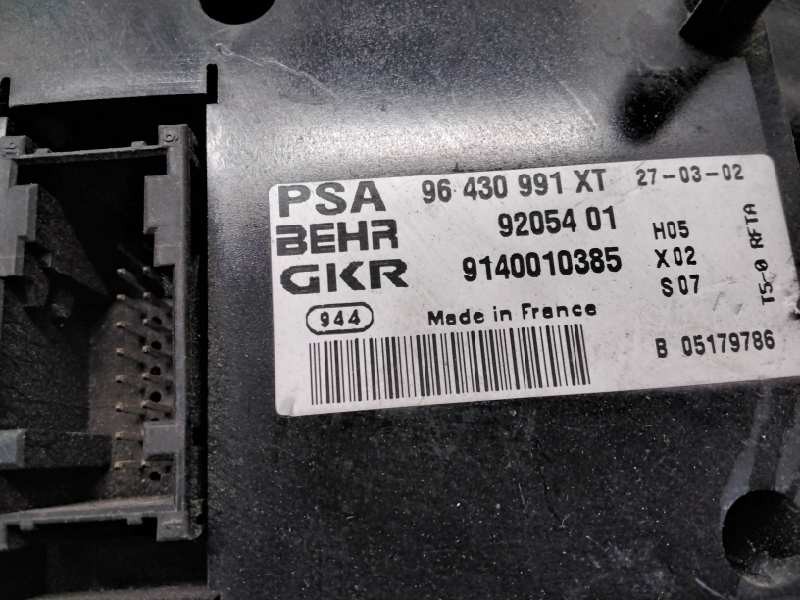 PSA 96 430 991 XT 27-03-02
BEHR 92054 01 H05
GKR 9140010385 X02
S07
944 Made in France
B 05179786
T5-0 RFTA